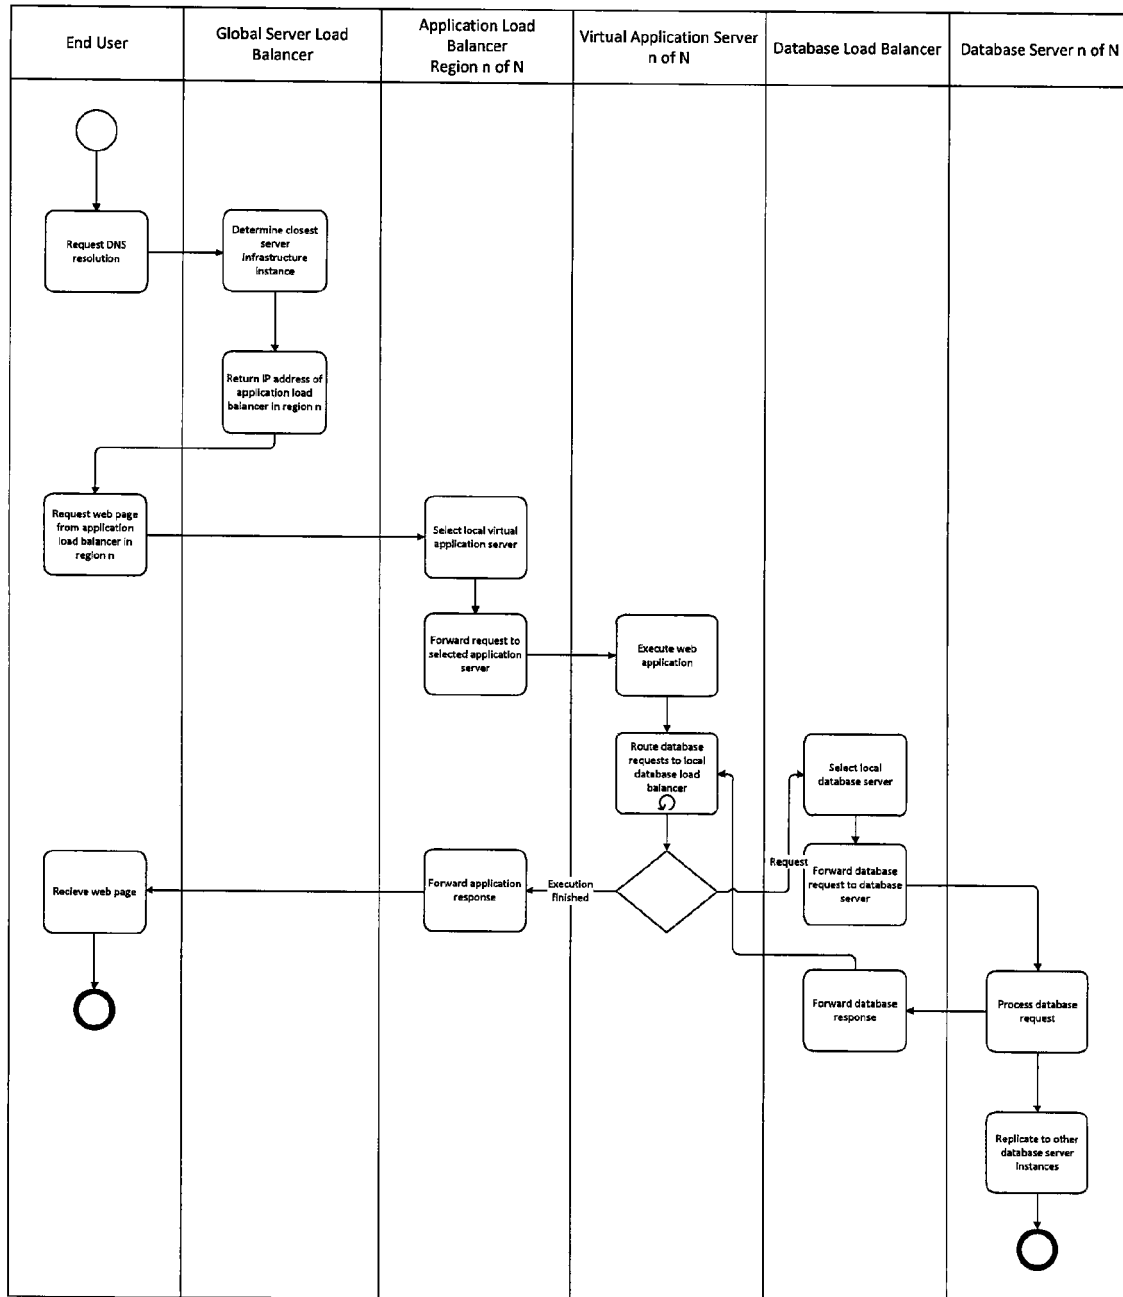 End User
Global Server Load
Balancer
Application Load
Balancer
Region n of N
Virtual Application Server
n of N
Database Load Balancer
Database Server n of N
Request DNS
resolution
Determine closest
server
infrastructure
instance
Return IP address of
application load
balancer in region n
Request web page
from application
load balancer in
region n
Select local virtual
application server
Forward request to
selected application
server
Execute web
application
Route database
requests to local
database load
balancer
Select local
database server
Request
Forward database
request to database
server
Recieve web page
Forward application
response
Execution
finished
Forward database
response
Process database
request
Replicate to other
database server
instances